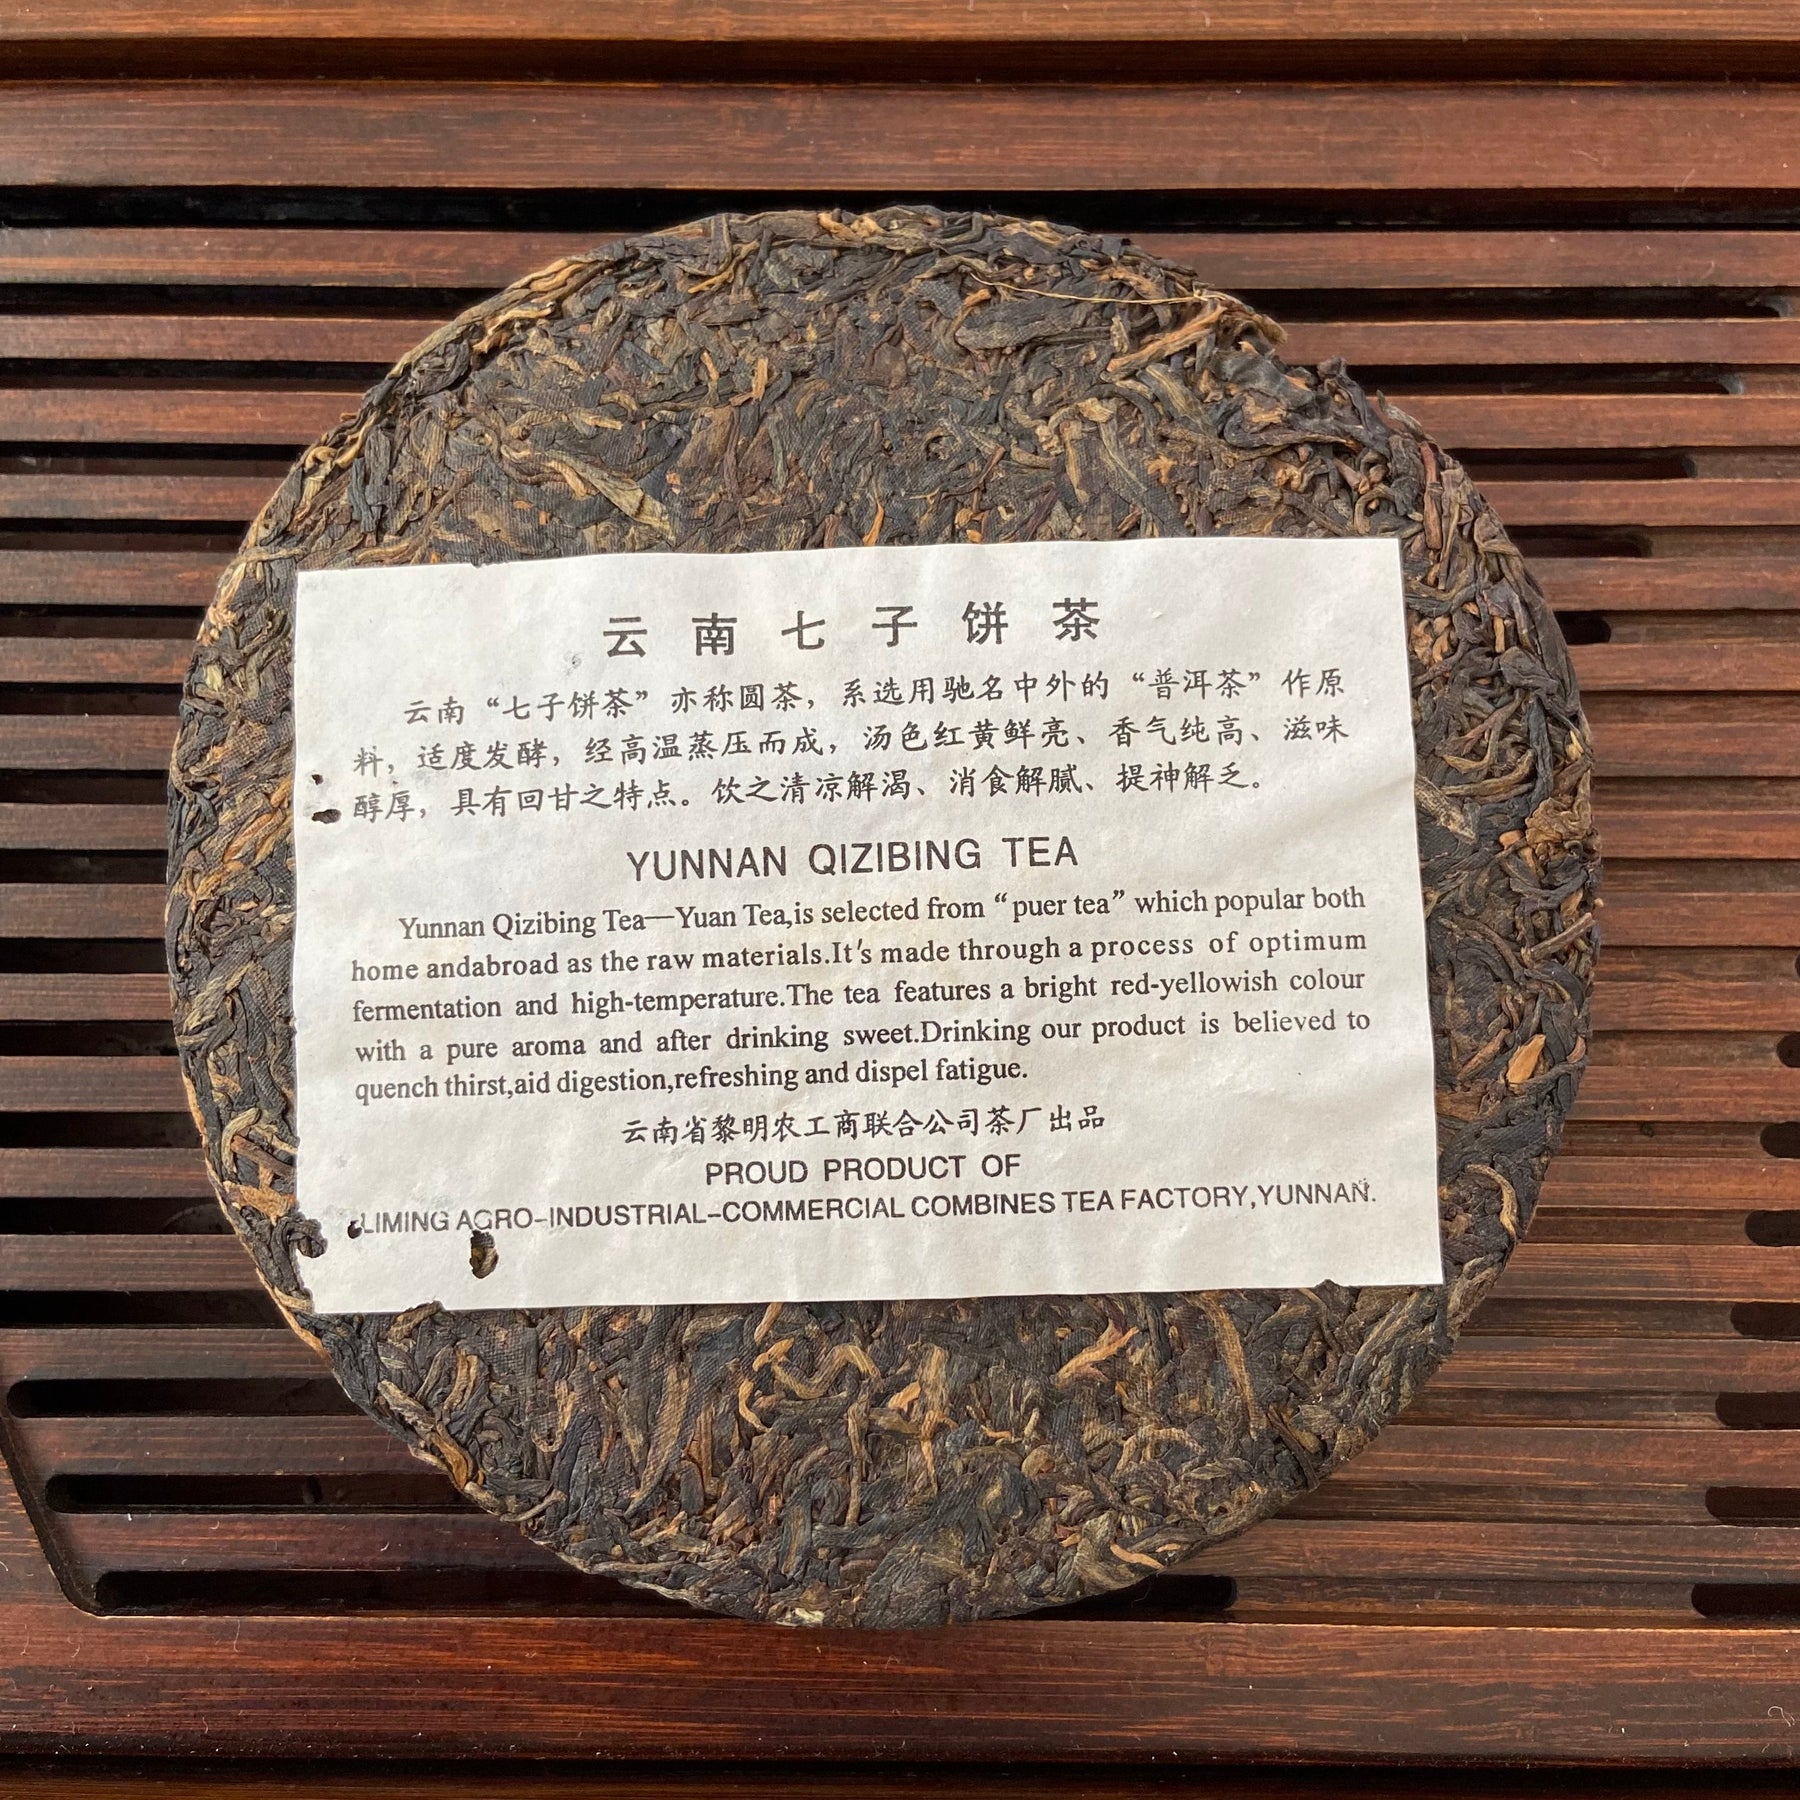 云南七子饼茶
云南“七子饼茶”亦称圆茶，系选用驰名中外的“普洱茶”作原
料，适度发酵，经高温蒸压而成，汤色红黄鲜亮、香气纯高、滋味
醇厚，具有回甘之特点。饮之清凉解渴、消食解腻、提神解乏。
YUNNAN QIZIBING TEA
Yunnan Qizibing Tea—Yuan Tea,is selected from “puer tea” which popular both
home andabroad as the raw materials.It's made through a process of optimum
fermentation and high-temperature.The tea features a bright red-yellowish colour
with a pure aroma and after drinking sweet.Drinking our product is believed to
quench thirst,aid digestion,refreshing and dispel fatigue.
云南省黎明农工商联合公司茶厂出品
PROUD PRODUCT OF
LIMING AGRO-INDUSTRIAL-COMMERCIAL COMBINES TEA FACTORY,YUNNAN.